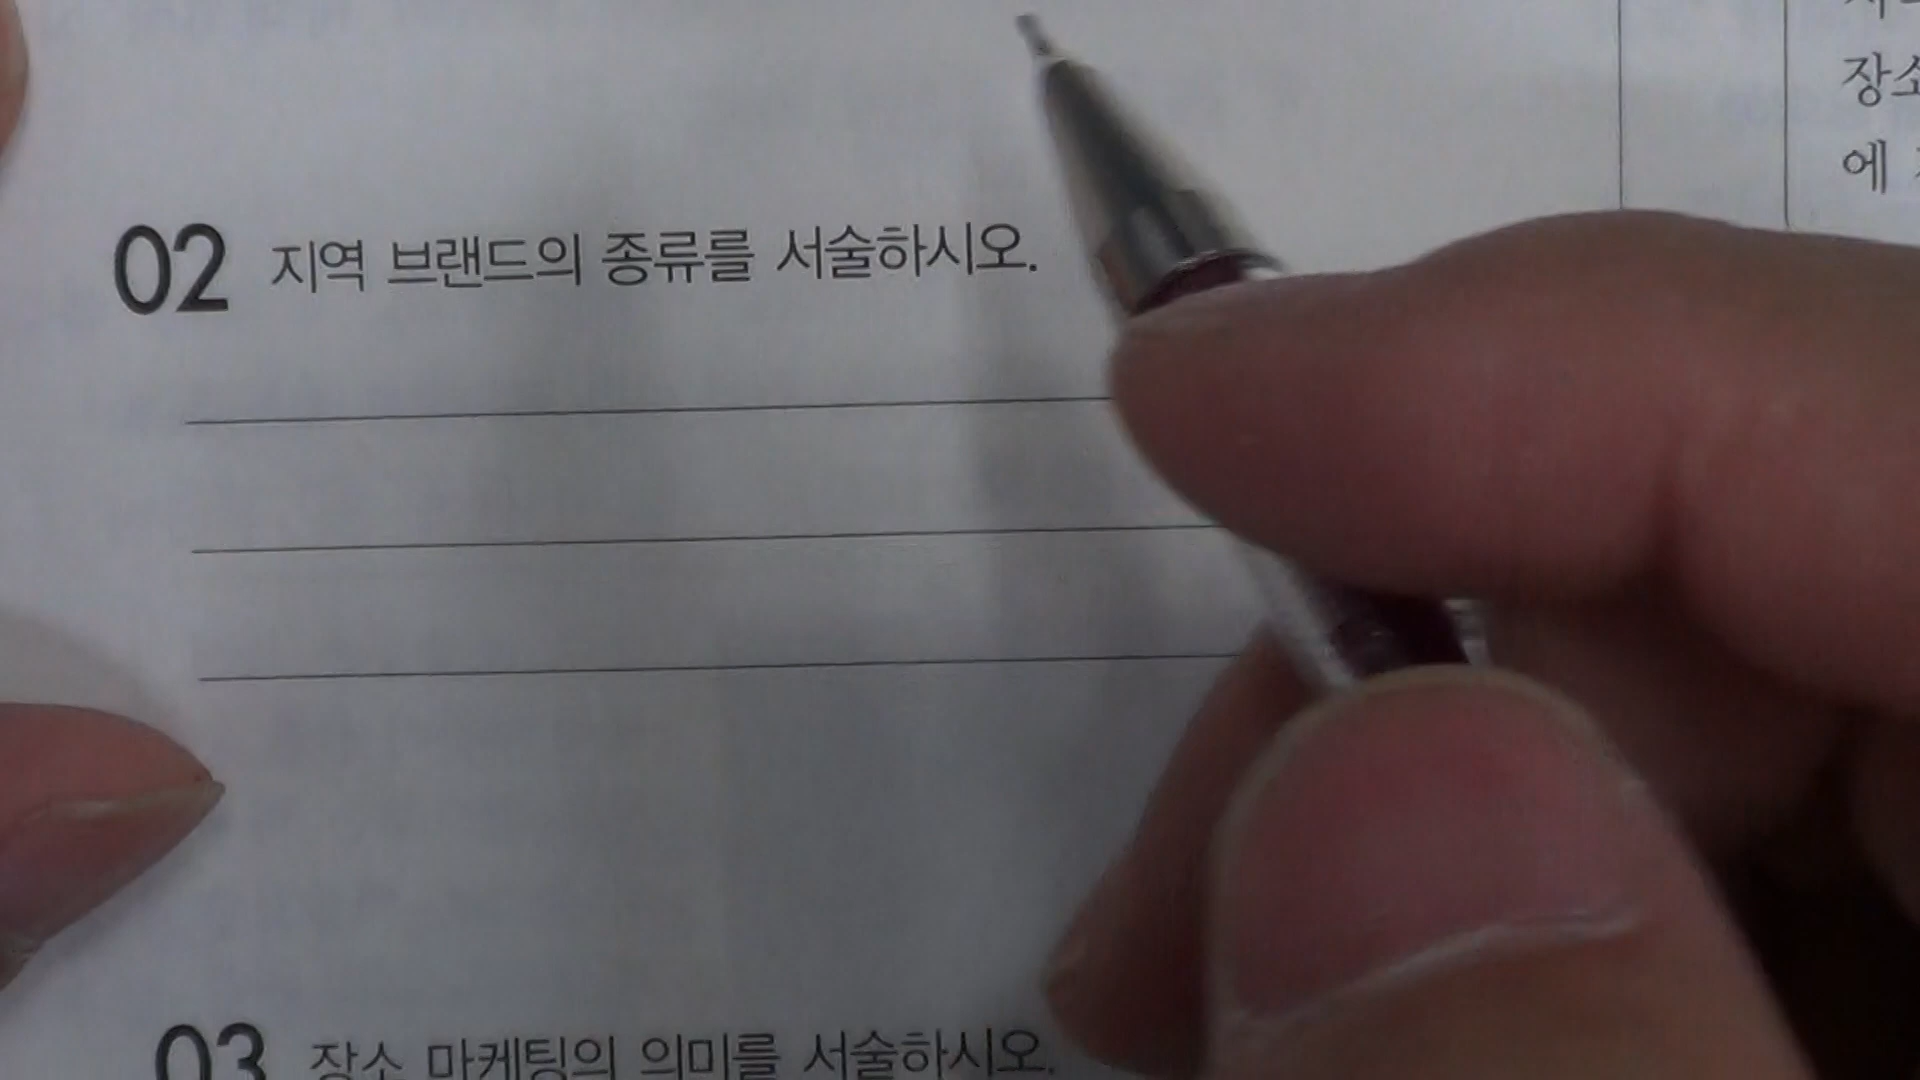 장소
에
02 지역 브랜드의 종류를 서술하시오.
03 장소 마케팅의 의미를 서술하시오.